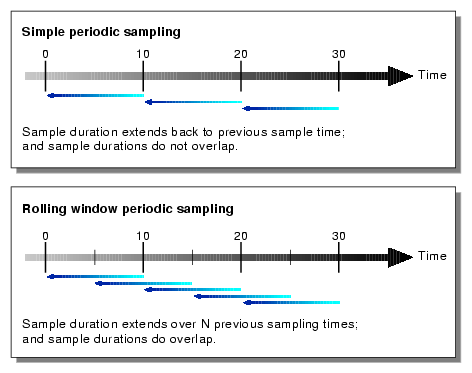 Simple periodic sampling
0 10 20 30
Time
Sample duration extends back to previous sample time;
and sample durations do not overlap.
Rolling window periodic sampling
0 10 20 30
Time
Sample duration extends over N previous sampling times;
and sample durations do overlap.